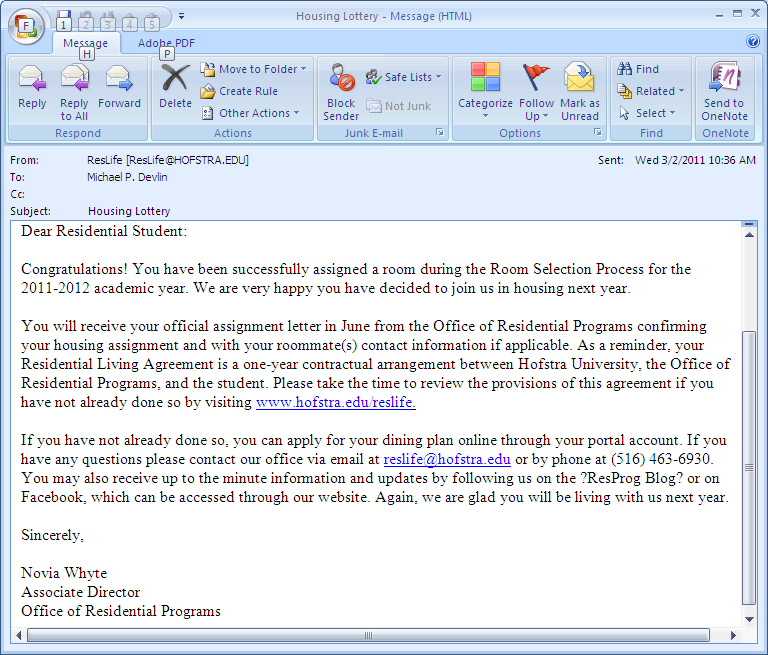 Housing Lottery - Message (HTML)
1 2 3 4 5
Message Adobe PDF
H P
Reply Reply to All Forward
Delete Move to Folder
Create Rule
Other Actions
Block Sender Safe Lists
Not Junk
Categorize Follow Up Mark as Unread
Find
Related
Select
Send to OneNote
Respond Actions Junk E-mail Options Find OneNote
From: ResLife [ResLife@HOFSTRA.EDU] Sent: Wed 3/2/2011 10:36 AM
To: Michael P. Devlin
Cc:
Subject: Housing Lottery
Dear Residential Student:
Congratulations! You have been successfully assigned a room during the Room Selection Process for the
2011-2012 academic year. We are very happy you have decided to join us in housing next year.
You will receive your official assignment letter in June from the Office of Residential Programs confirming
your housing assignment and with your roommate(s) contact information if applicable. As a reminder, your
Residential Living Agreement is a one-year contractual arrangement between Hofstra University, the Office of
Residential Programs, and the student. Please take the time to review the provisions of this agreement if you
have not already done so by visiting www.hofstra.edu/reslife.
If you have not already done so, you can apply for your dining plan online through your portal account. If you
have any questions please contact our office via email at reslife@hofstra.edu or by phone at (516) 463-6930.
You may also receive up to the minute information and updates by following us on the ?ResProg Blog? or on
Facebook, which can be accessed through our website. Again, we are glad you will be living with us next year.
Sincerely,
Novia Whyte
Associate Director
Office of Residential Programs